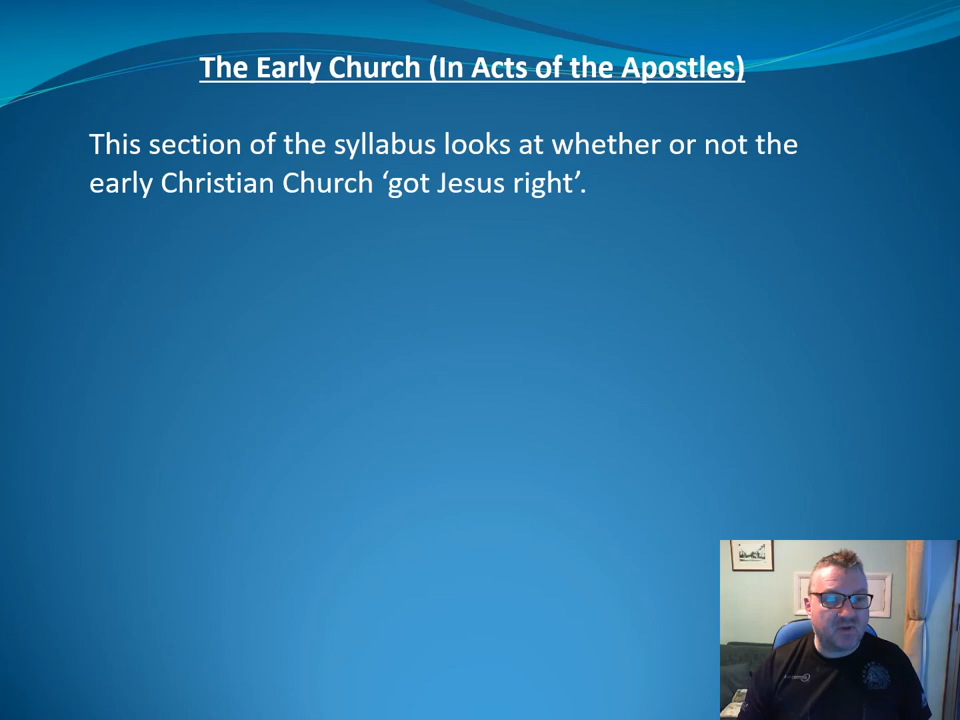 The Early Church (In Acts of the Apostles)
This section of the syllabus looks at whether or not the
early Christian Church ‘got Jesus right’.